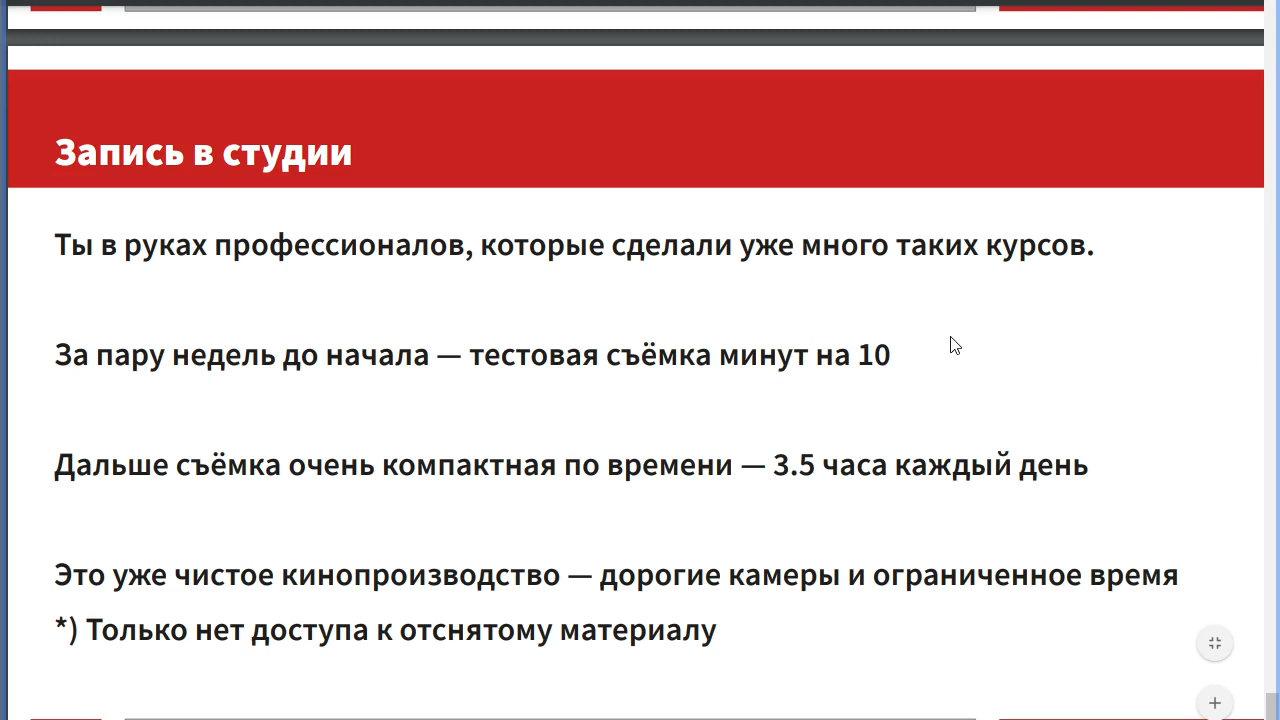 Запись в студии
Ты в руках профессионалов, которые сделали уже много таких курсов.
За пару недель до начала — тестовая съёмка минут на 10
Дальше съёмка очень компактная по времени — 3.5 часа каждый день
Это уже чистое кинопроизводство — дорогие камеры и ограниченное время
*) Только нет доступа к отснятому материалу